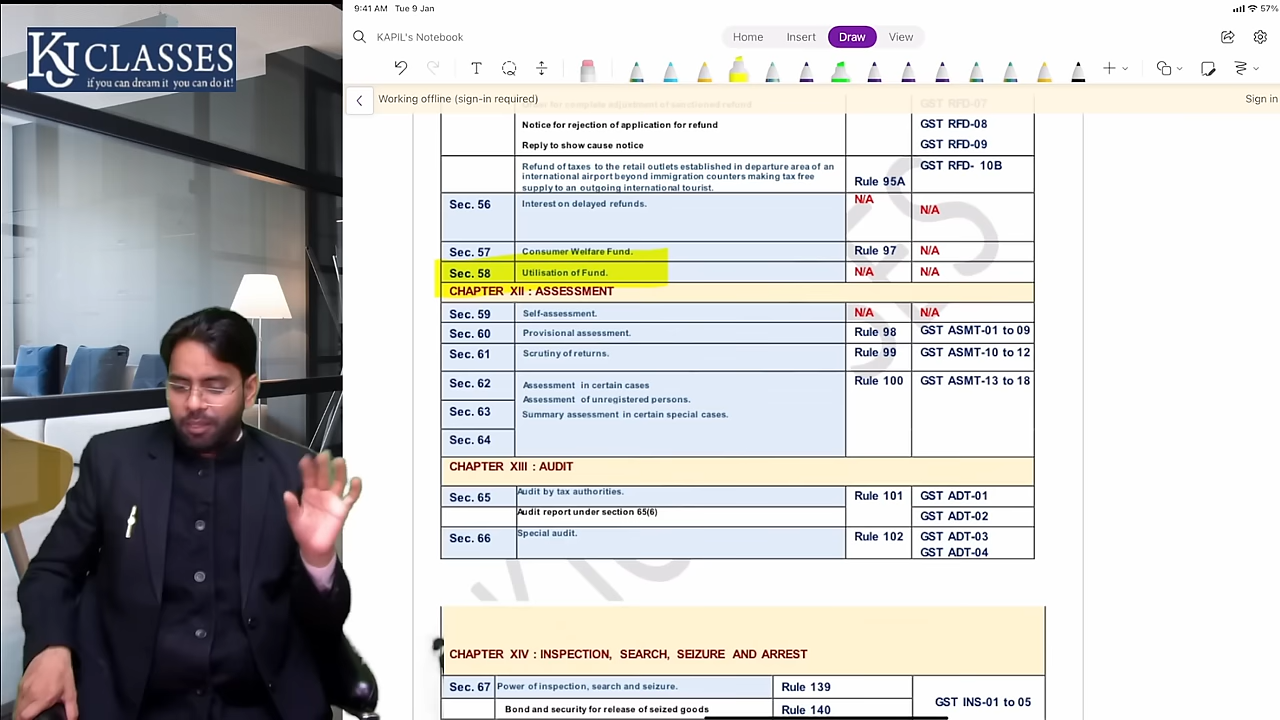 KJ CLASSES
if you can dream it you can do it!
9:41 AM Tue 9 Jan
57%
KAPIL's Notebook
Home Insert Draw View
Working offline (sign-in required)
Sign in
for complete adjustment of sanctioned refund GST RFD-07
Notice for rejection of application for refund GST RFD-08
Reply to show cause notice GST RFD-09
Refund of taxes to the retail outlets established in departure area of an GST RFD- 10B
international airport beyond immigration counters making tax free
supply to an outgoing international tourist. Rule 95A
Sec. 56 Interest on delayed refunds. N/A N/A
Sec. 57 Consumer Welfare Fund. Rule 97 N/A
Sec. 58 Utilisation of Fund. N/A N/A
CHAPTER XII : ASSESSMENT
Sec. 59 Self-assessment. N/A N/A
Sec. 60 Provisional assessment. Rule 98 GST ASMT-01 to 09
Sec. 61 Scrutiny of returns. Rule 99 GST ASMT-10 to 12
Sec. 62 Assessment in certain cases Rule 100 GST ASMT-13 to 18
Sec. 63 Assessment of unregistered persons.
Sec. 64 Summary assessment in certain special cases.
CHAPTER XIII : AUDIT
Sec. 65 Audit by tax authorities. Rule 101 GST ADT-01
Audit report under section 65(6) GST ADT-02
Sec. 66 Special audit. Rule 102 GST ADT-03
GST ADT-04
CHAPTER XIV : INSPECTION, SEARCH, SEIZURE AND ARREST
Sec. 67 Power of inspection, search and seizure. Rule 139 GST INS-01 to 05
Bond and security for release of seized goods Rule 140